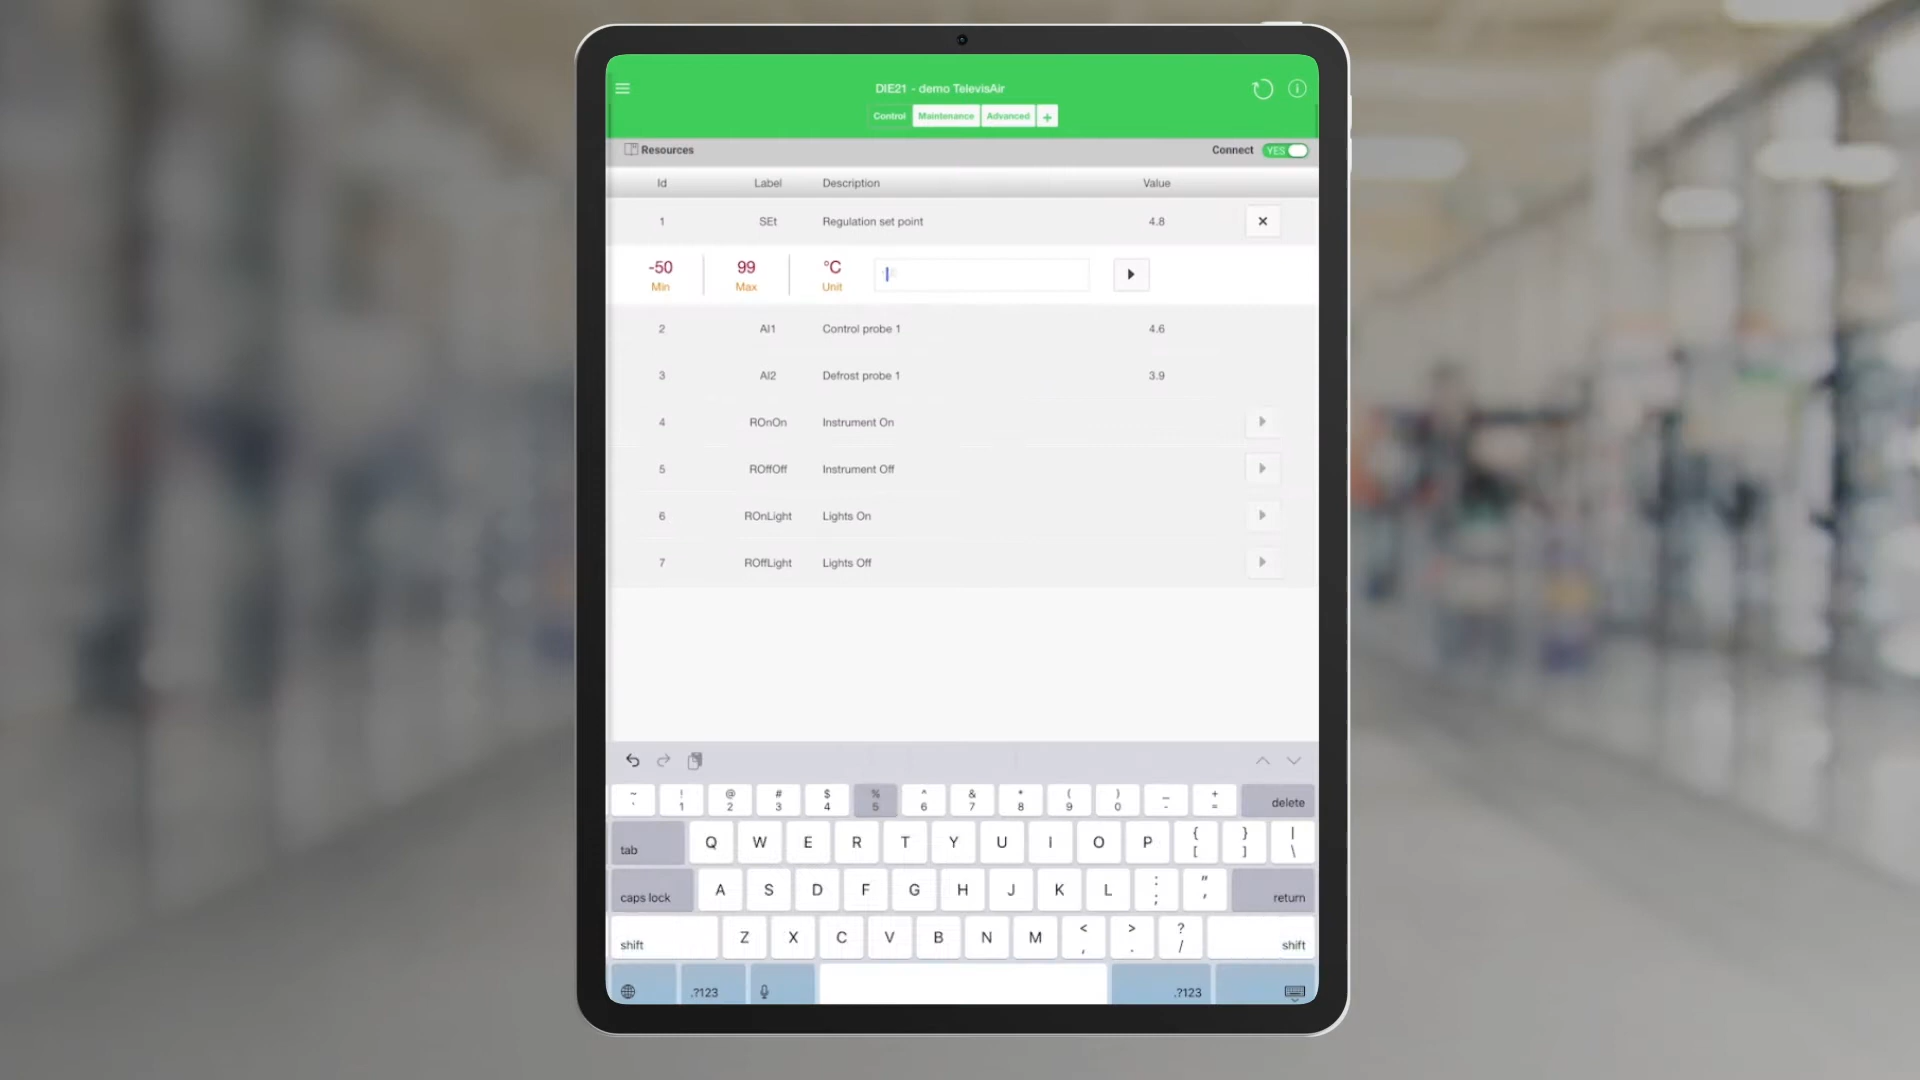 DIE21 - demo TelevisAir
Control Maintenance Advanced +
Resources Connect YES
Id Label Description Value
1 SEt Regulation set point 4.8 ×
-50 99 °C
Min Max Unit
2 AI1 Control probe 1 4.6
3 AI2 Defrost probe 1 3.9
4 ROnOn Instrument On
5 ROffOff Instrument Off
6 ROnLight Lights On
7 ROffLight Lights Off
~ ! @ # $ % ^ & * ( ) _ +
` 1 2 3 4 5 6 7 8 9 0 - = delete
tab Q W E R T Y U I O P { [ } ] | \
caps lock A S D F G H J K L : ; " ' return
shift Z X C V B N M < , > . ? / shift
.?123 .?123